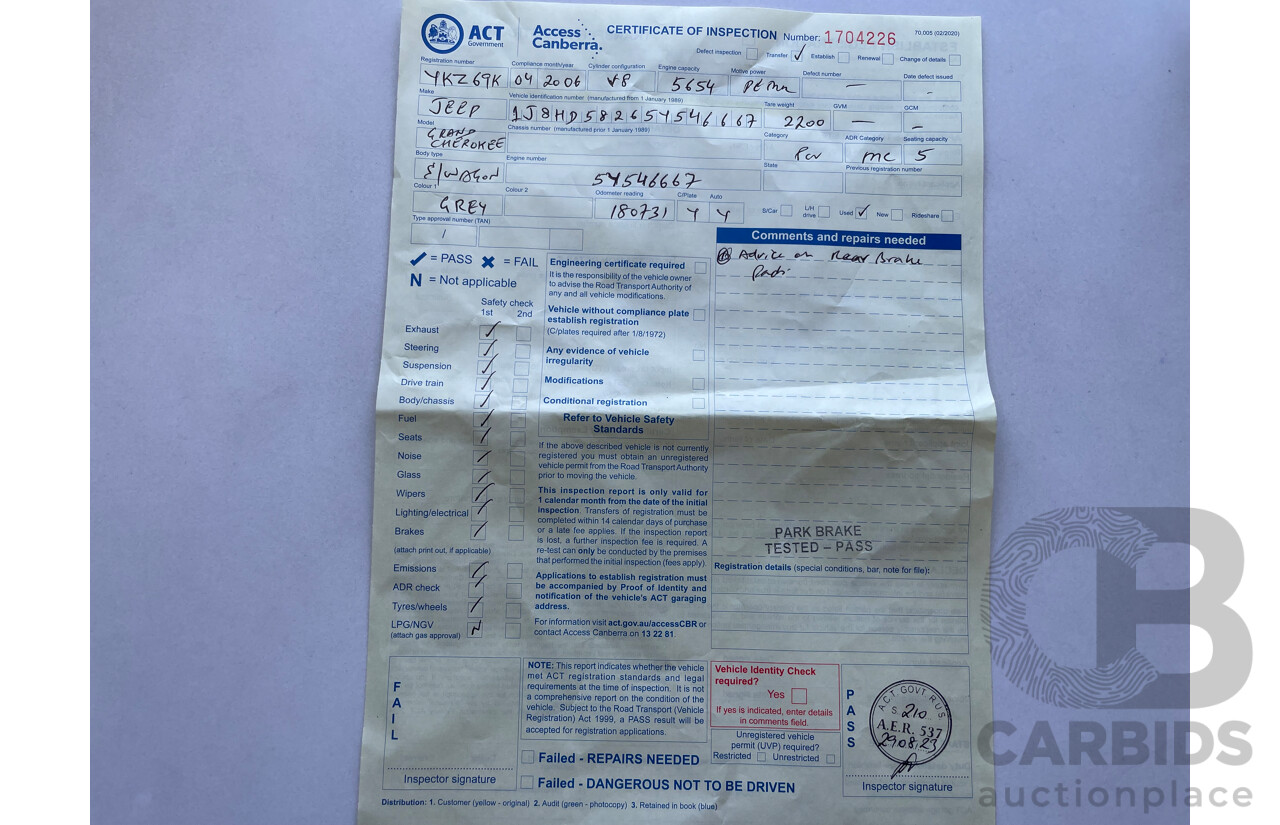 ACT Government
Access Canberra.
CERTIFICATE OF INSPECTION Number: 1704226
70,005 (02/2020)
Defect inspection Transfer ✓ Establish Renewal Change of details
Registration number Compliance month/year Cylinder configuration Engine capacity Motive power Defect number Date defect issued
YKZ69K 04 2006 V8 5654 — -
Make Vehicle identification number (manufactured from 1 January 1989) Tare weight GVM GCM
JEEP 1J8HD58265Y546667 2200 — -
Model Chassis number (manufactured prior 1 January 1989) Category ADR Category Seating capacity
GRAND CHEROKEE MC 5
Body type Engine number State Previous registration number
S/WAGON 5Y546667
Colour 1 Colour 2 Odometer reading C/Plate Auto
GREY 180731 Y Y
S/Car L/H drive Used ✓ New Rideshare
Type approval number (TAN)
/
✓ = PASS ✖ = FAIL
N = Not applicable
Safety check
1st 2nd
Exhaust ✓
Steering ✓
Suspension ✓
Drive train ✓
Body/chassis ✓
Fuel ✓
Seats ✓
Noise ✓
Glass ✓
Wipers ✓
Lighting/electrical ✓
Brakes ✓
(attach print out, if applicable)
Emissions ✓
ADR check ✓
Tyres/wheels ✓
LPG/NGV N
(attach gas approval)
Engineering certificate required
It is the responsibility of the vehicle owner
to advise the Road Transport Authority of
any and all vehicle modifications.
Vehicle without compliance plate
establish registration
(C/plates required after 1/8/1972)
Any evidence of vehicle
irregularity
Modifications
Conditional registration
Refer to Vehicle Safety
Standards
If the above described vehicle is not currently
registered you must obtain an unregistered
vehicle permit from the Road Transport Authority
prior to moving the vehicle.
This inspection report is only valid for
1 calendar month from the date of the initial
inspection. Transfers of registration must be
completed within 14 calendar days of purchase
or a late fee applies. If the inspection report
is lost, a further inspection fee is required. A
re-test can only be conducted by the premises
that performed the initial inspection (fees apply)
Applications to establish registration must
be accompanied by Proof of Identity and
notification of the vehicle's ACT garaging
address.
For information visit act.gov.au/accessCBR or
contact Access Canberra on 13 22 81.
Comments and repairs needed
Advice on Rear Brake
Pads
PARK BRAKE
TESTED – PASS
Registration details (special conditions, bar, note for file):
FAIL
Inspector signature
NOTE: This report indicates whether the vehicle
met ACT registration standards and legal
requirements at the time of inspection. It is not
a comprehensive report on the condition of the
vehicle. Subject to the Road Transport (Vehicle
Registration) Act 1999, a PASS result will be
accepted for registration applications.
Failed - REPAIRS NEEDED
Failed - DANGEROUS NOT TO BE DRIVEN
Vehicle Identity Check
required?
Yes
If yes is indicated, enter details
in comments field.
Unregistered vehicle
permit (UVP) required?
Restricted Unrestricted
PASS
ACT GOVT RUS
S. 210
A.E.R. 537
29.08.23
Inspector signature
Distribution: 1. Customer (yellow - original) 2. Audit (green - photocopy) 3. Retained in book (blue)
CB
CARBIDS
auctionplace